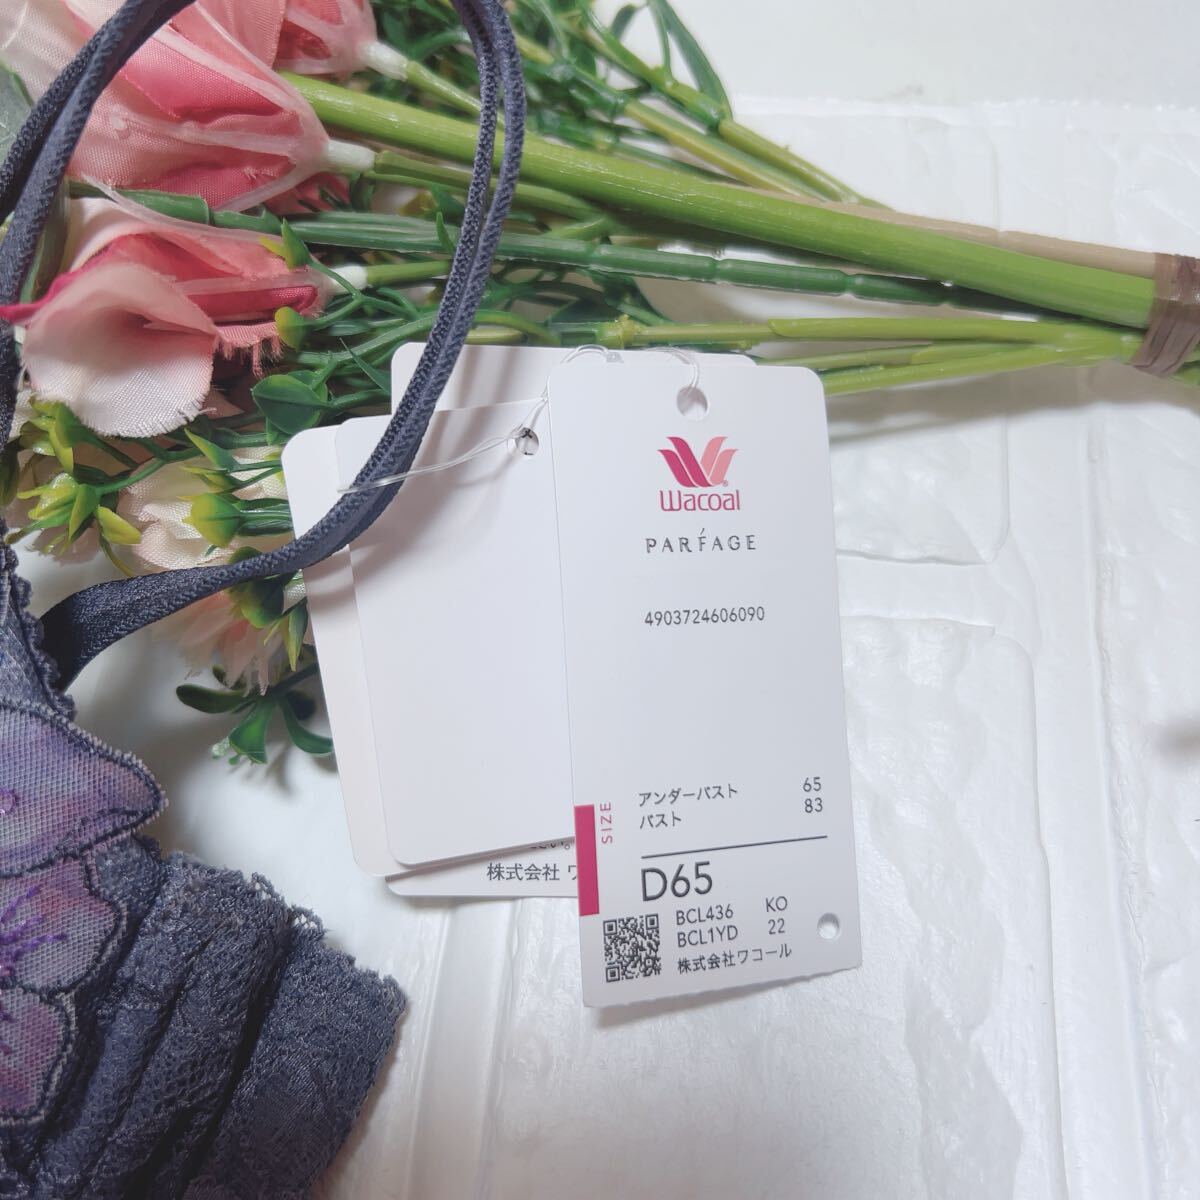 Wacoal
PARFAGE
4903724606090
アンダーバスト 65
バスト 83
SIZE
D65
BCL436 KO
BCL1YD 22
株式会社ワコール
株式会社 ワ